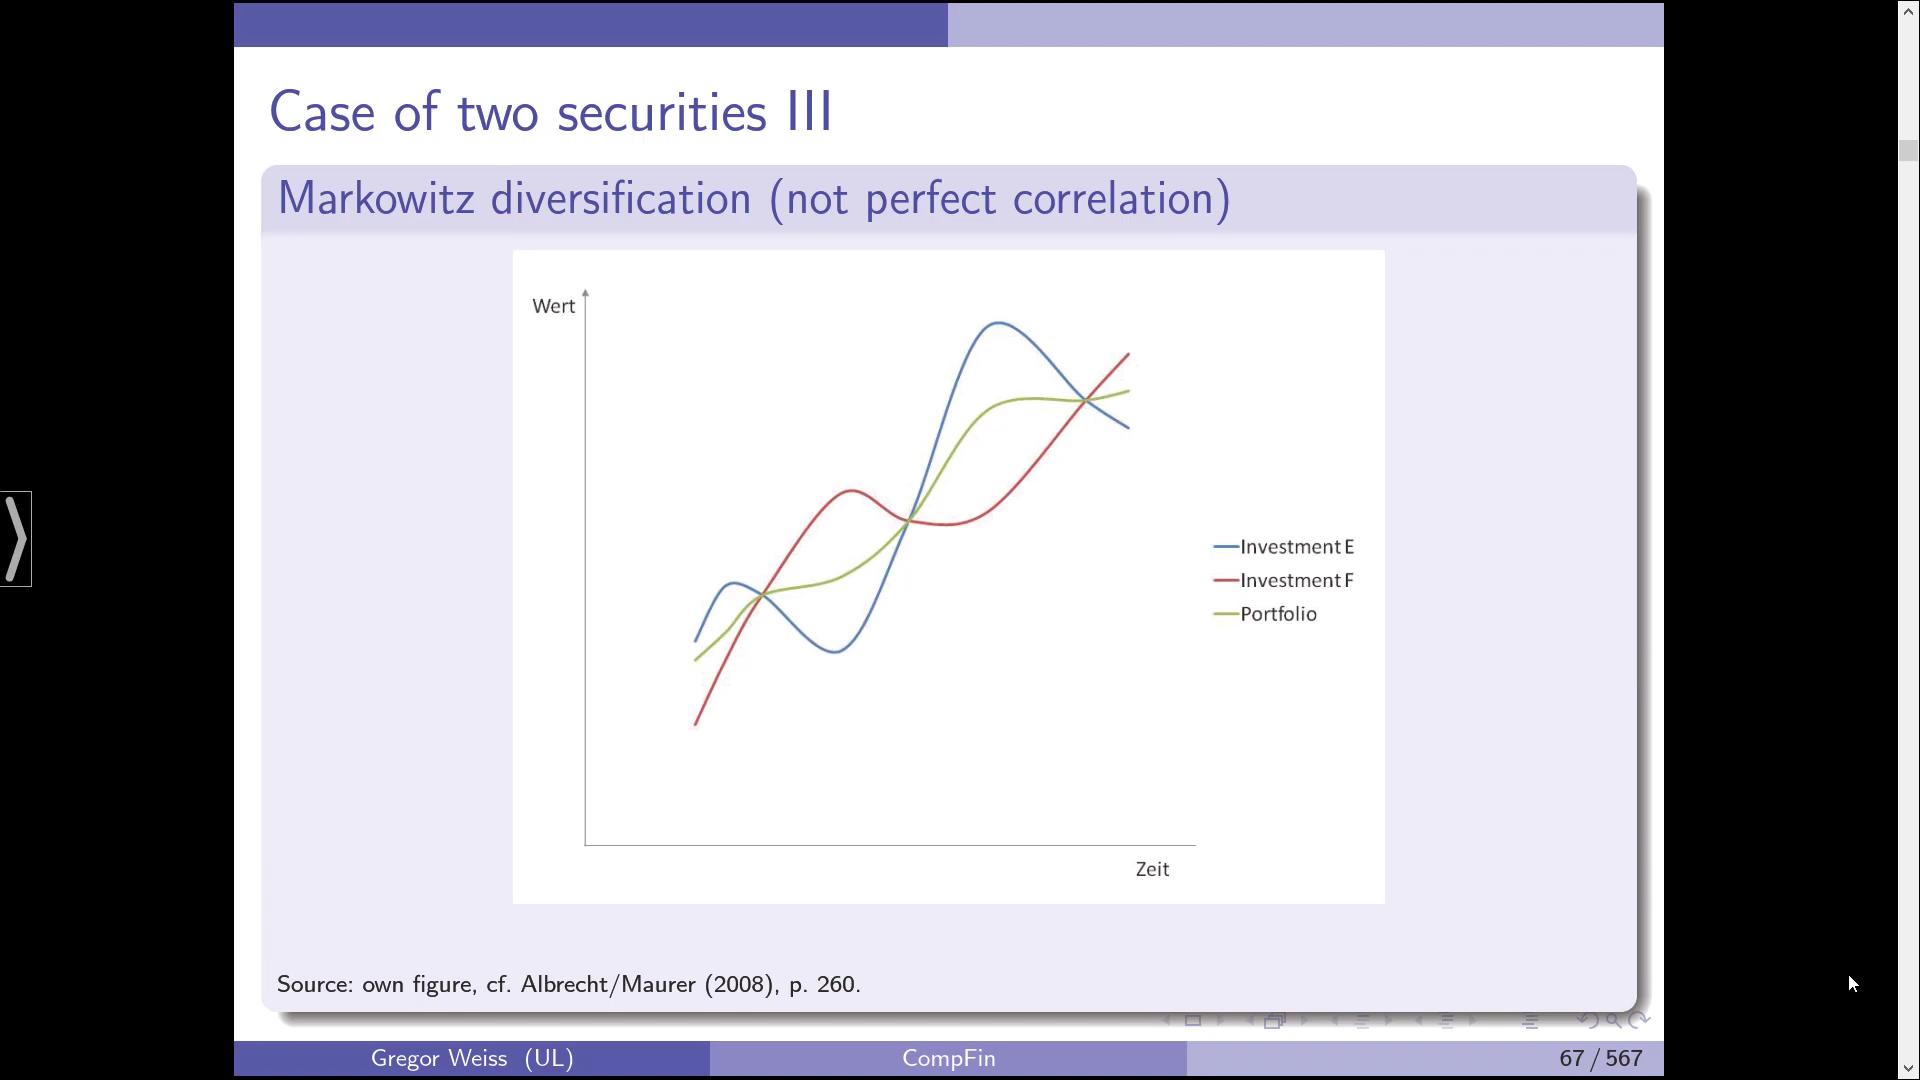 Case of two securities III
Markowitz diversification (not perfect correlation)
Wert
Investment E
Investment F
Portfolio
Zeit
Source: own figure, cf. Albrecht/Maurer (2008), p. 260.
Gregor Weiss (UL)
CompFin
67 / 567